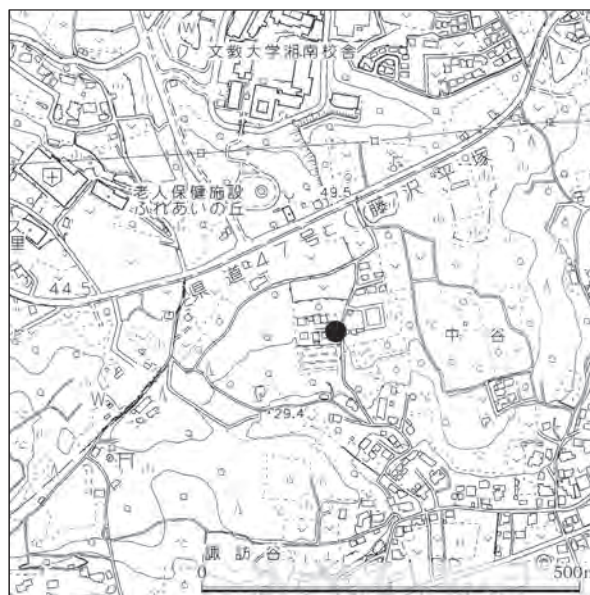 W
文教大学湘南校舎
老人保健施設
ふれあいの丘
49.5
(藤沢平塚)
里
県道47号
44.5
中谷
29.4
W
諏訪谷
0
500m